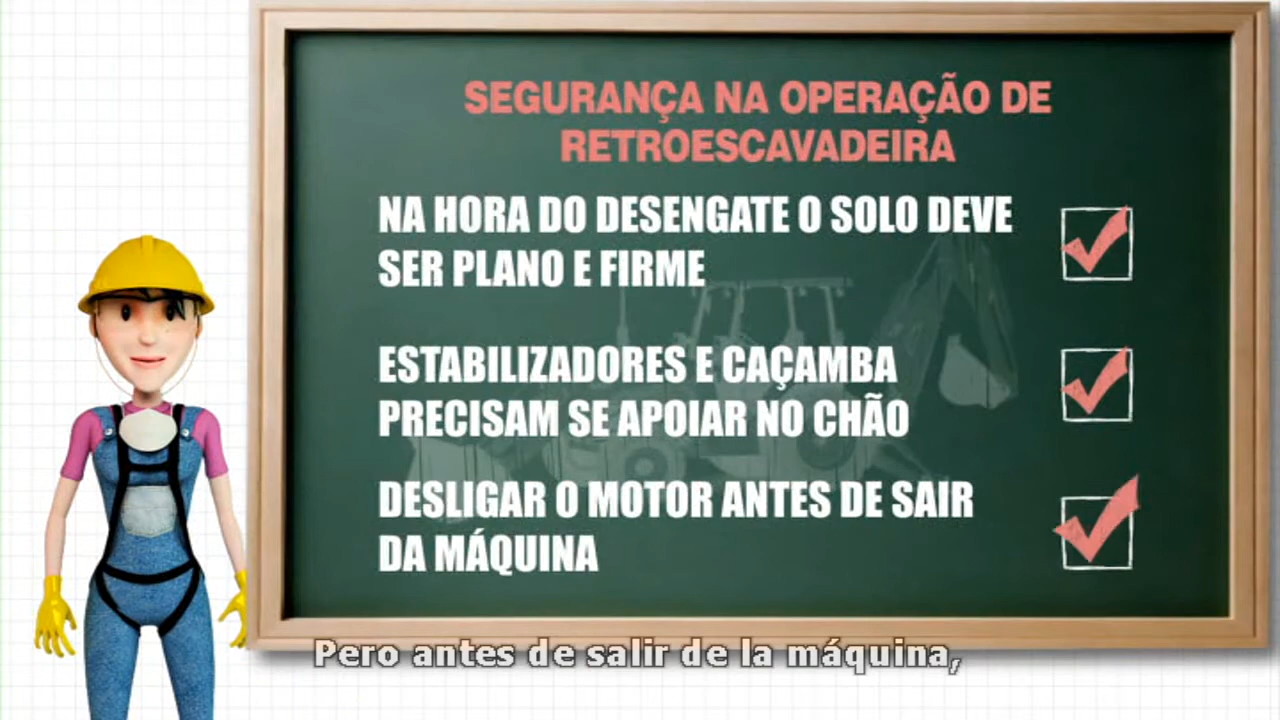 SEGURANÇA NA OPERAÇÃO DE
RETROESCAVADEIRA
NA HORA DO DESENGATE O SOLO DEVE
SER PLANO E FIRME
ESTABILIZADORES E CAÇAMBA
PRECISAM SE APOIAR NO CHÃO
DESLIGAR O MOTOR ANTES DE SAIR
DA MÁQUINA
Pero antes de salir de la máquina,